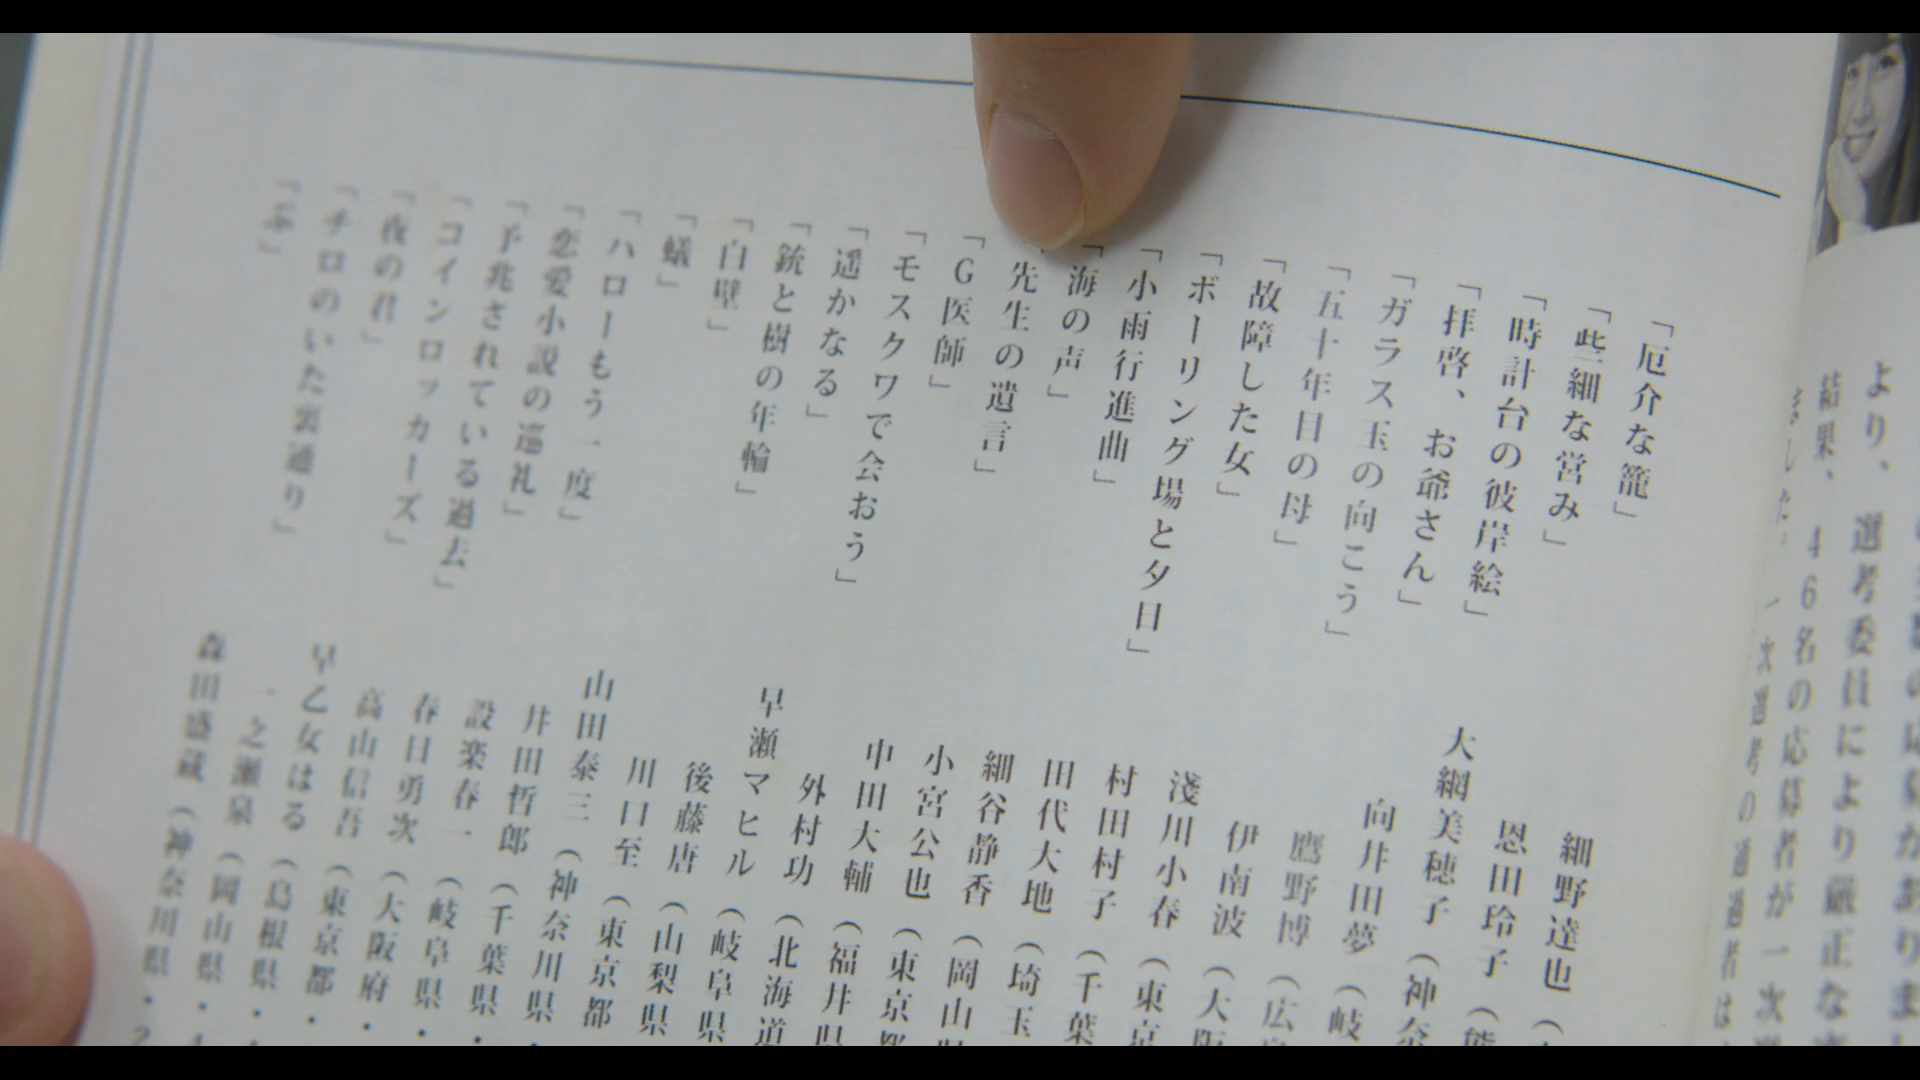 より、選考委員により厳正な
結果、46名の応募者が一次
「厄介な籠」 細野達也（
「些細な営み」 恩田玲子（熊
「時計台の彼岸絵」 大網美穂子（神奈
「拝啓、お爺さん」 向井田夢（岐
「ガラス玉の向こう」 鷹野博（広
「五十年日の母」 伊南波（大阪
「故障した女」 淺川小春（東京
「ボーリング場と夕日」 村田村子（千葉
「小雨行進曲」 田代大地（埼玉
「海の声」 細谷静香（岡山県
「先生の遺言」 小宮公也（東京都
「G医師」 中田大輔（福井県
「モスクワで会おう」 外村功（北海道
「遥かなる」 早瀬マヒル（岐阜県
「銃と樹の年輪」 後藤唐（山梨県
「白壁」 川口至（東京都
「蟻」 山田泰三（神奈川県・
「ハローもう一度」 井田哲郎（千葉県・
「恋愛小説の巡礼」 設楽春一（岐阜県・
「予兆されている過去」 春日勇次（大阪府・
「コインロッカーズ」 高山信吾（東京都・
「夜の君」 早乙女はる（島根県・
「チロのいた裏通り」 一之瀬泉（岡山県・
「ふ」 森田盛蔵（神奈川県・2